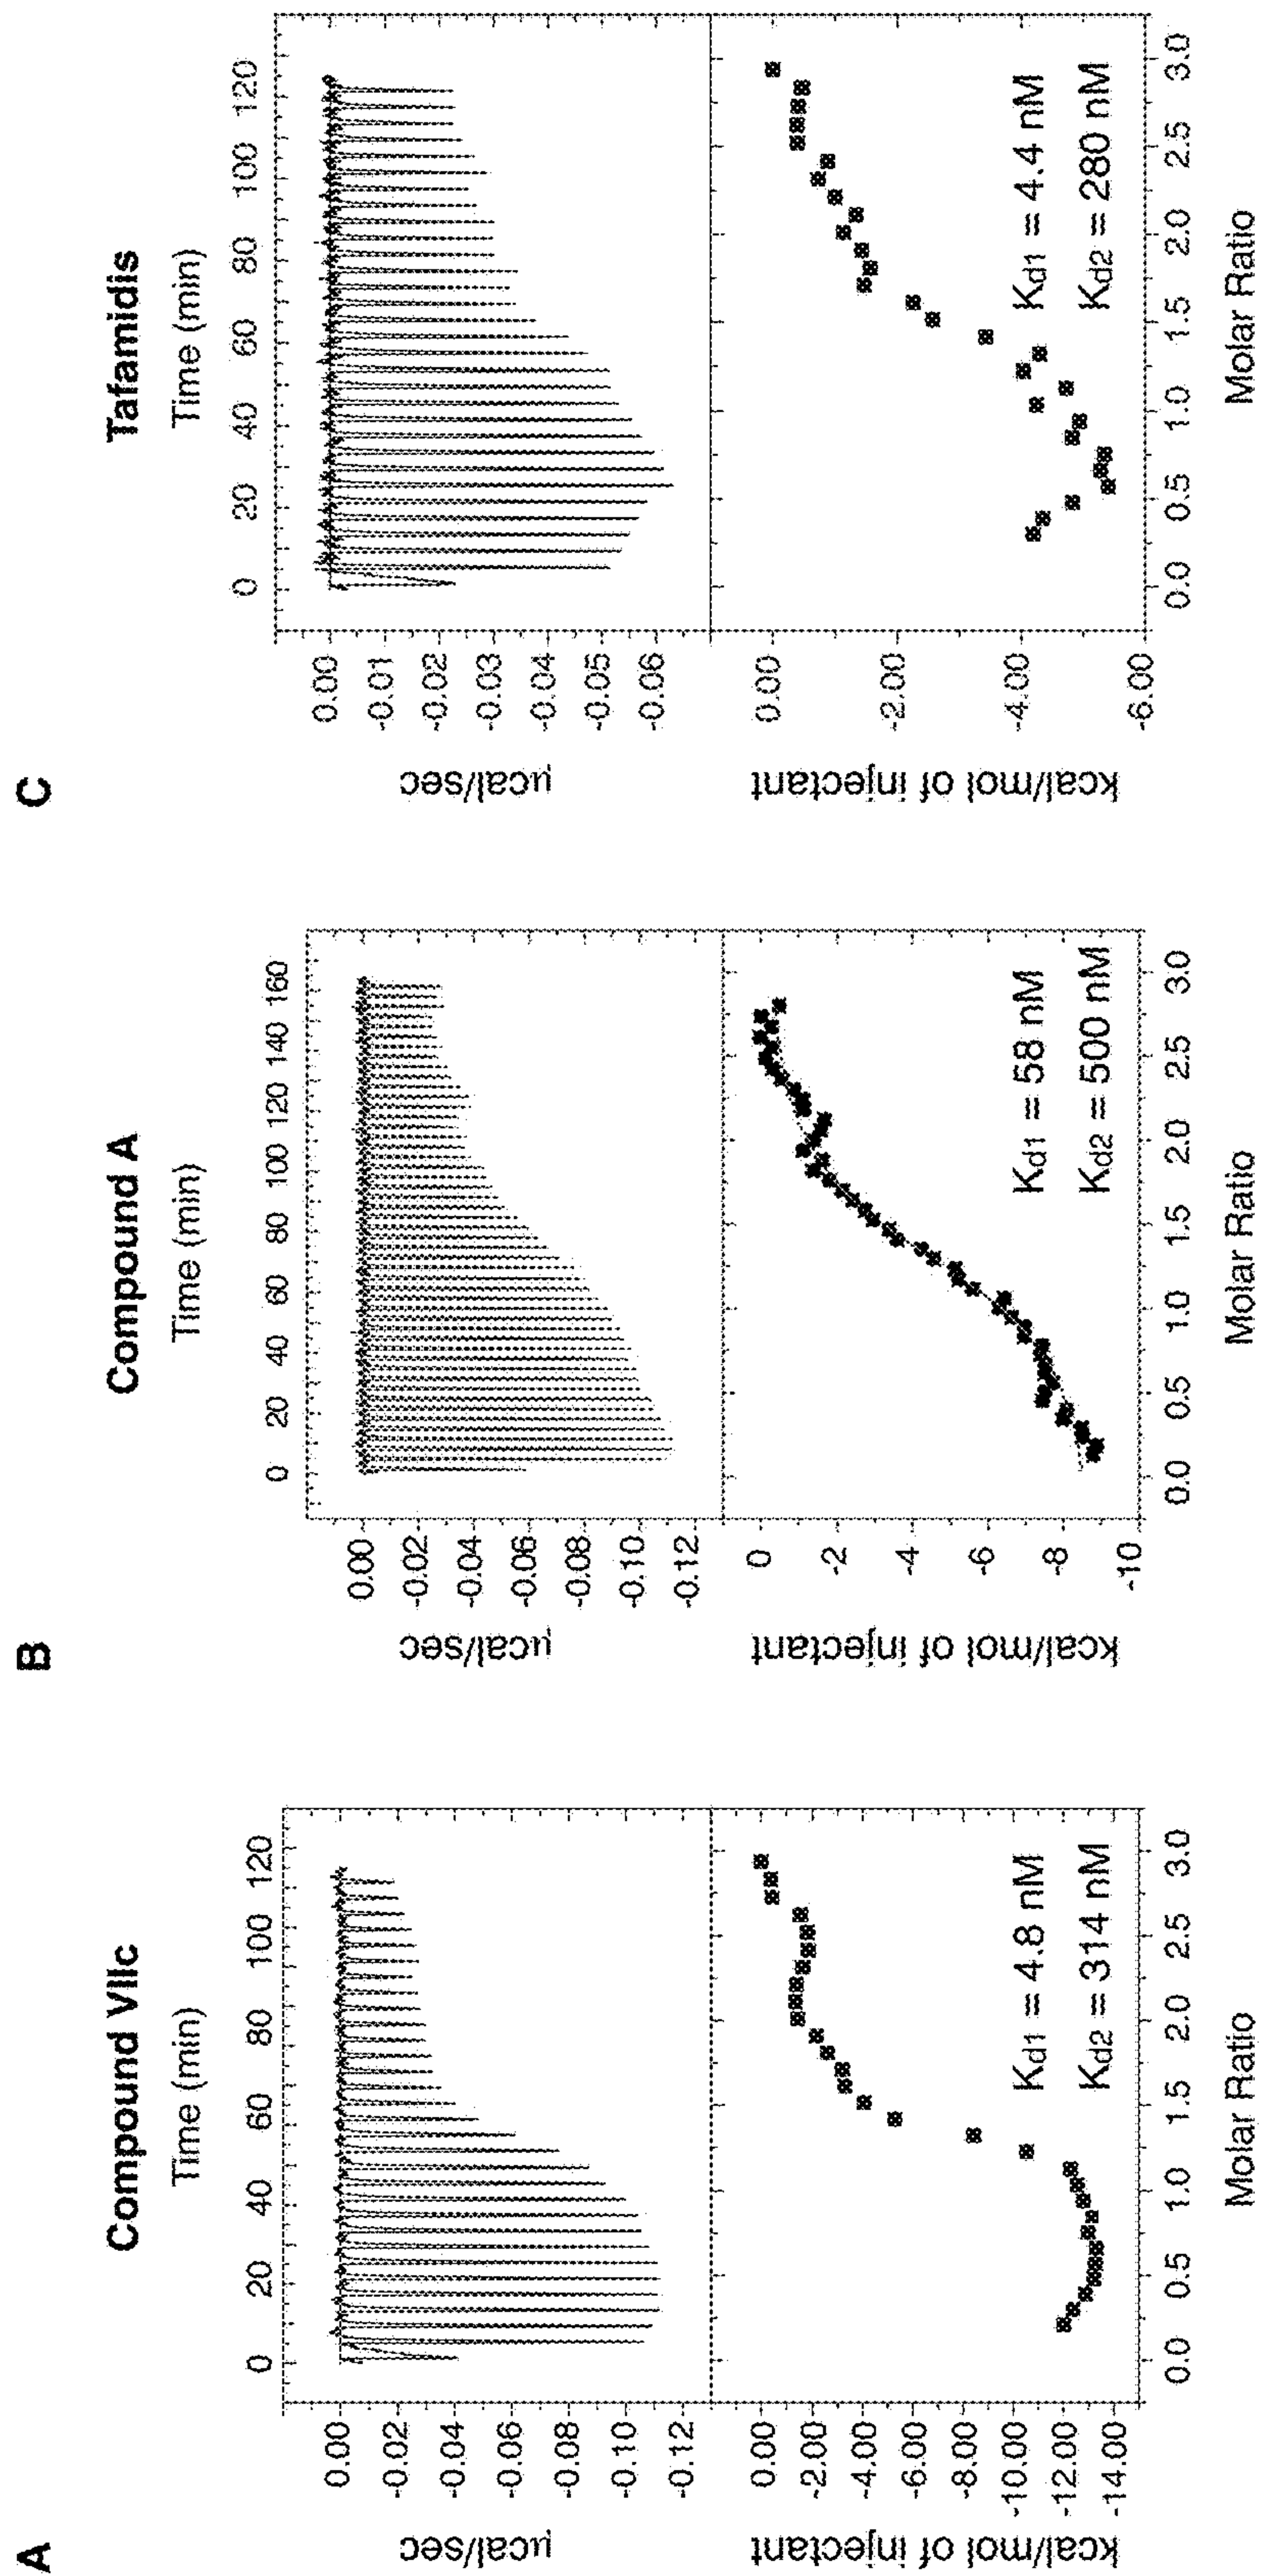 A
Compound VIIc
Time (min)
0 20 40 60 80 100 120
0.00
-0.02
-0.04
-0.06
-0.08
-0.10
-0.12
µcal/sec
0.00
-2.00
-4.00
-6.00
-8.00
-10.00
-12.00
-14.00
kcal/mol of injectant
Kd1 = 4.8 nM
Kd2 = 314 nM
0.0 0.5 1.0 1.5 2.0 2.5 3.0
Molar Ratio
B
Compound A
Time (min)
0 20 40 60 80 100 120 140 160
0.00
-0.02
-0.04
-0.06
-0.08
-0.10
-0.12
µcal/sec
0
-2
-4
-6
-8
-10
kcal/mol of injectant
Kd1 = 58 nM
Kd2 = 500 nM
0.0 0.5 1.0 1.5 2.0 2.5 3.0
Molar Ratio
C
Tafamidis
Time (min)
0 20 40 60 80 100 120
0.00
-0.01
-0.02
-0.03
-0.04
-0.05
-0.06
µcal/sec
0.00
-2.00
-4.00
-6.00
kcal/mol of injectant
Kd1 = 4.4 nM
Kd2 = 280 nM
0.0 0.5 1.0 1.5 2.0 2.5 3.0
Molar Ratio